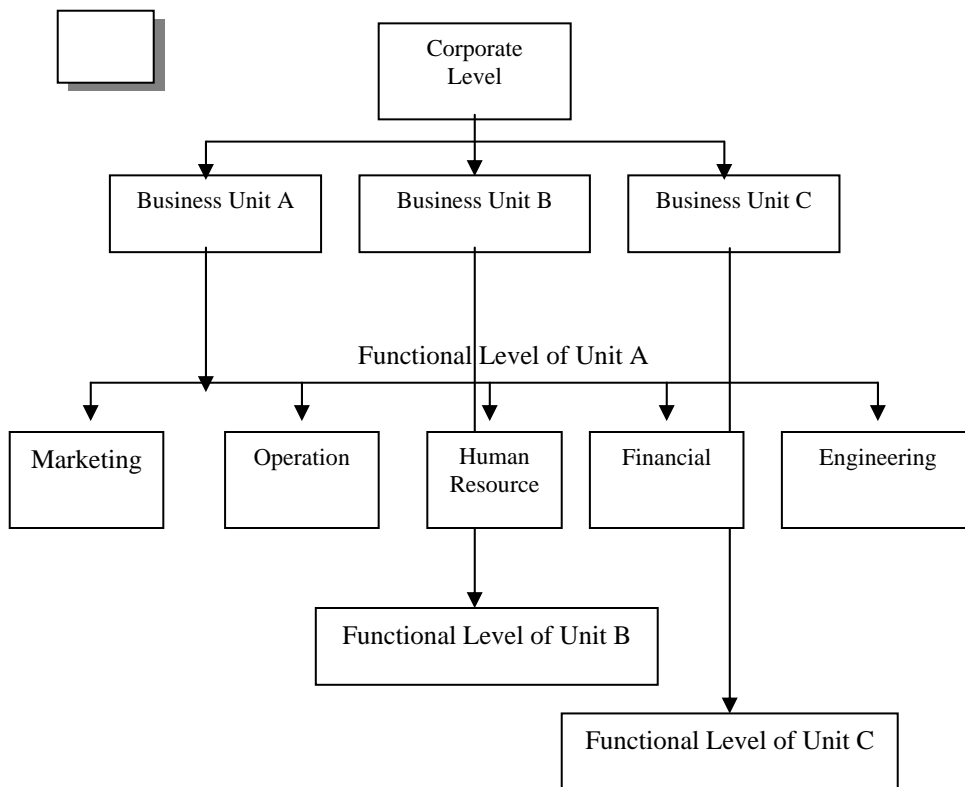 Corporate
Level
Business Unit A
Business Unit B
Business Unit C
Functional Level of Unit A
Marketing
Operation
Human
Resource
Financial
Engineering
Functional Level of Unit B
Functional Level of Unit C